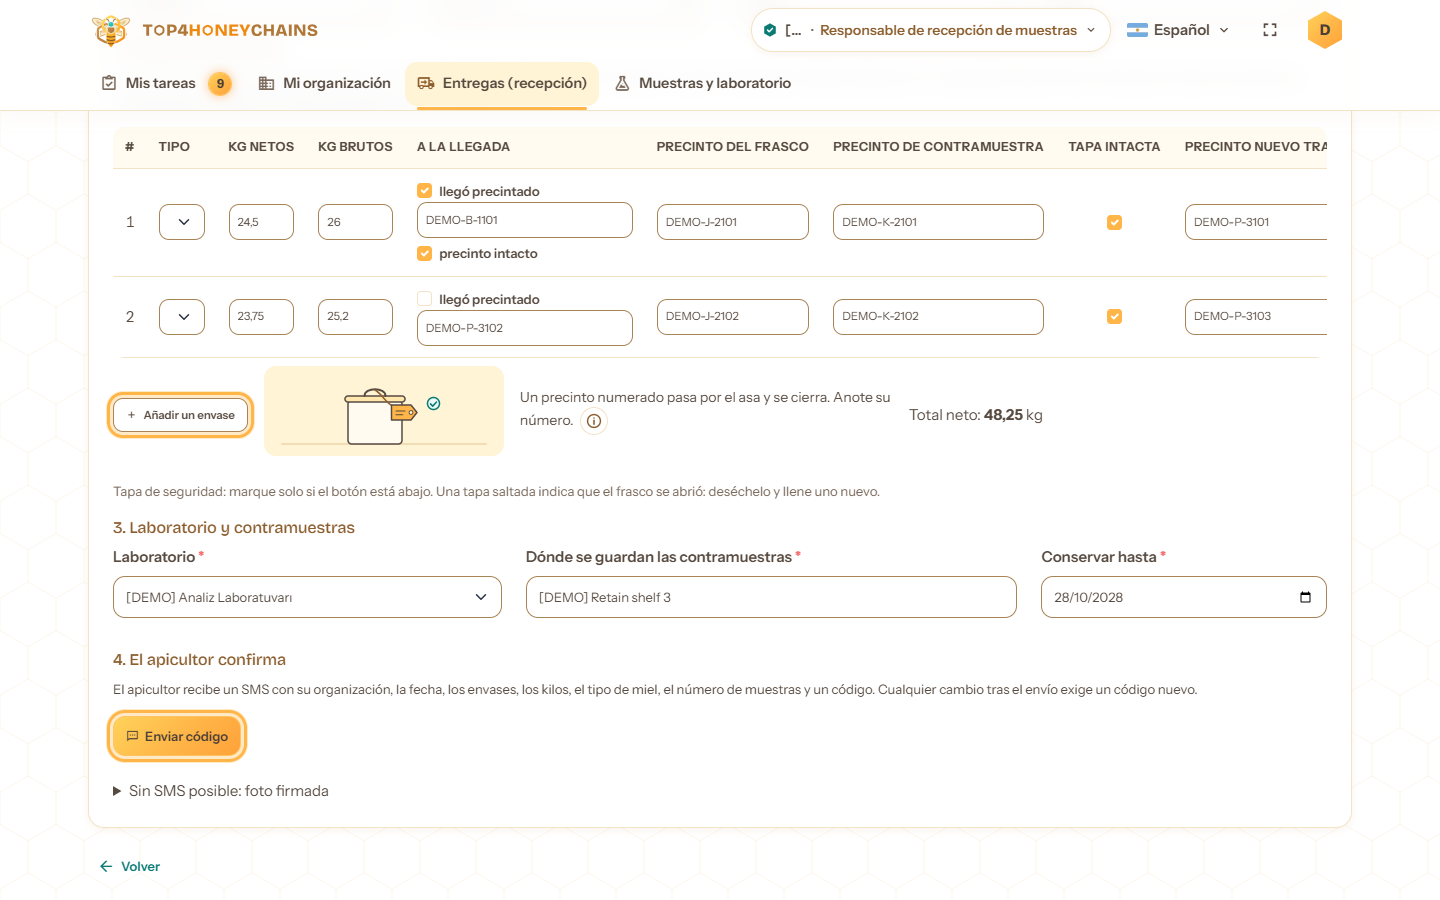 TOP4HONEYCHAINS
[... · Responsable de recepción de muestras
Español
D
Mis tareas 9
Mi organización
Entregas (recepción)
Muestras y laboratorio
# TIPO KG NETOS KG BRUTOS A LA LLEGADA PRECINTO DEL FRASCO PRECINTO DE CONTRAMUESTRA TAPA INTACTA PRECINTO NUEVO TRA
llegó precintado
1 24,5 26 DEMO-B-1101 DEMO-J-2101 DEMO-K-2101 DEMO-P-3101
precinto intacto
llegó precintado
2 23,75 25,2 DEMO-P-3102 DEMO-J-2102 DEMO-K-2102 DEMO-P-3103
+ Añadir un envase
Un precinto numerado pasa por el asa y se cierra. Anote su
número.
Total neto: 48,25 kg
Tapa de seguridad: marque solo si el botón está abajo. Una tapa saltada indica que el frasco se abrió: deséchelo y llene uno nuevo.
3. Laboratorio y contramuestras
Laboratorio * Dónde se guardan las contramuestras * Conservar hasta *
[DEMO] Analiz Laboratuvarı [DEMO] Retain shelf 3 28/10/2028
4. El apicultor confirma
El apicultor recibe un SMS con su organización, la fecha, los envases, los kilos, el tipo de miel, el número de muestras y un código. Cualquier cambio tras el envío exige un código nuevo.
Enviar código
Sin SMS posible: foto firmada
Volver